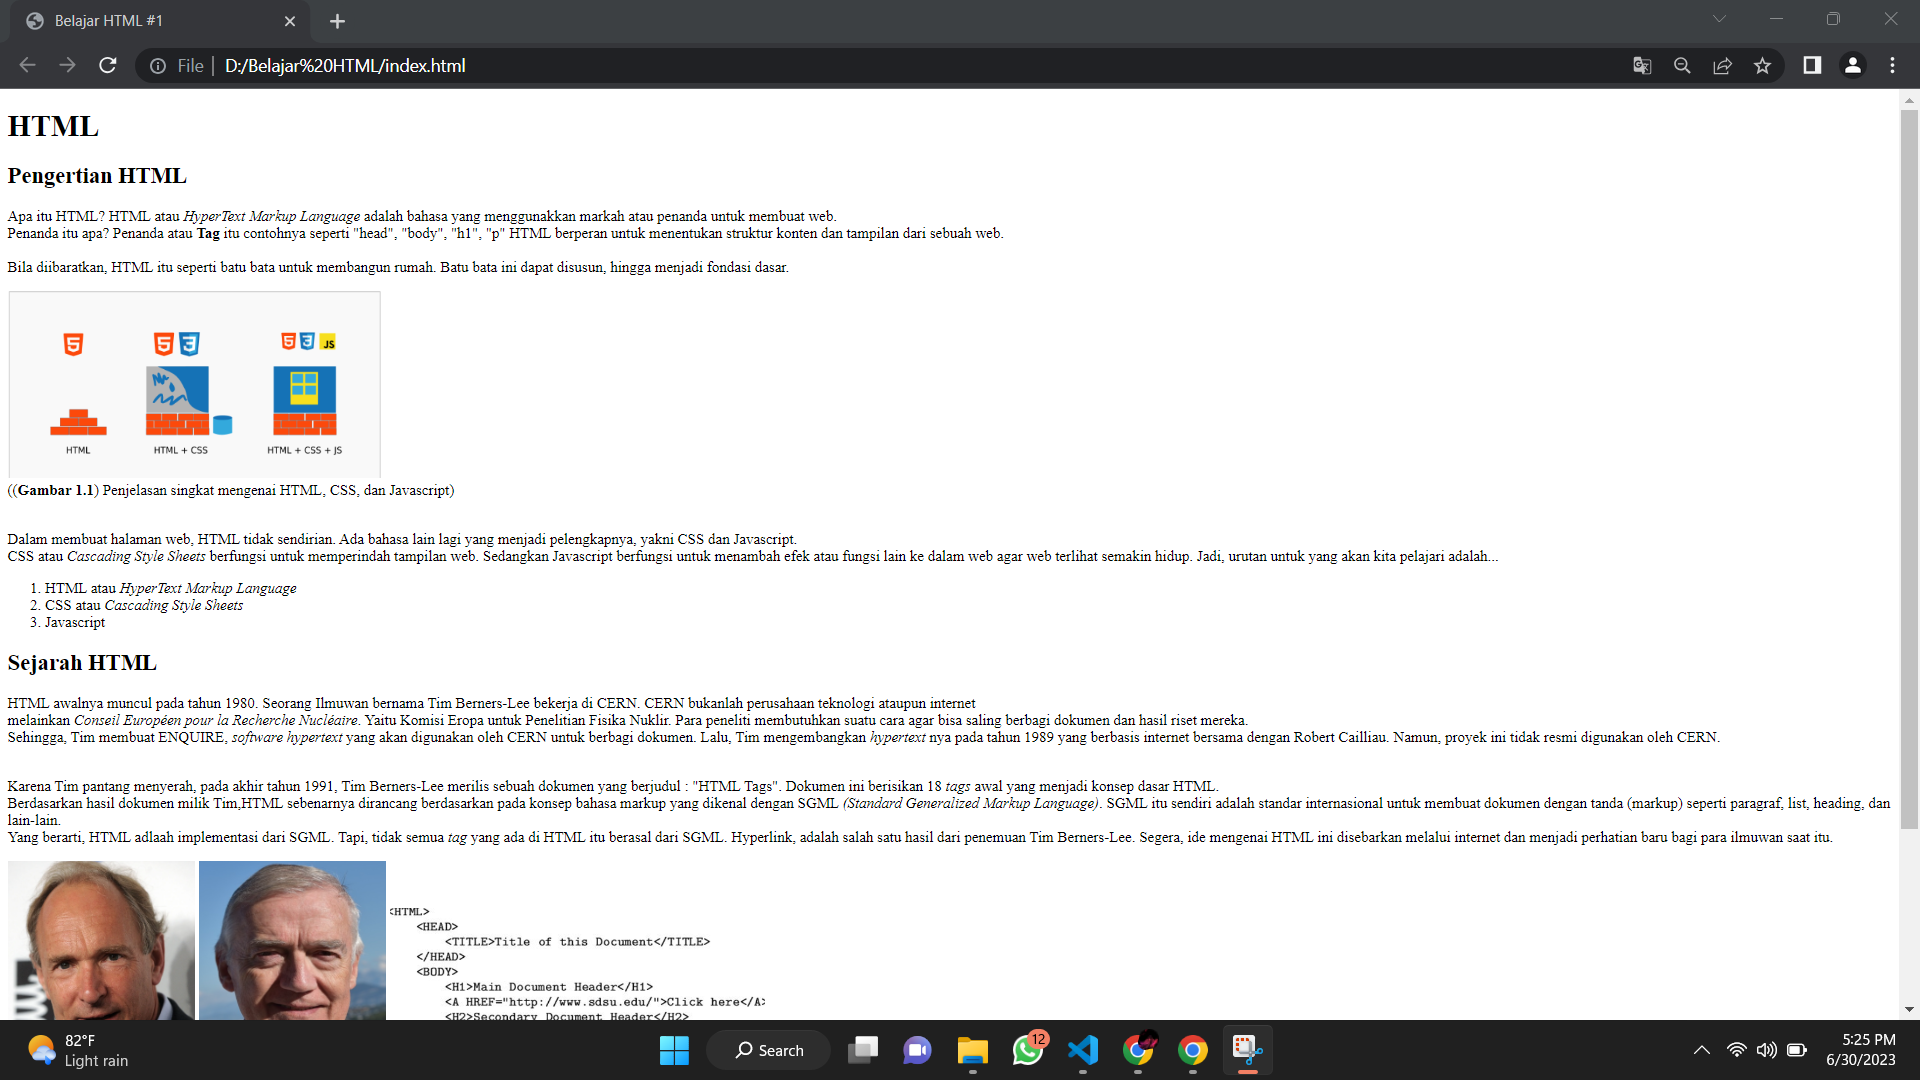 Belajar HTML #1
File | D:/Belajar%20HTML/index.html
HTML
Pengertian HTML
Apa itu HTML? HTML atau HyperText Markup Language adalah bahasa yang menggunakkan markah atau penanda untuk membuat web.
Penanda itu apa? Penanda atau Tag itu contohnya seperti "head", "body", "h1", "p" HTML berperan untuk menentukan struktur konten dan tampilan dari sebuah web.
Bila diibaratkan, HTML itu seperti batu bata untuk membangun rumah. Batu bata ini dapat disusun, hingga menjadi fondasi dasar.
5 5 3 5 3 JS
HTML HTML + CSS HTML + CSS + JS
((Gambar 1.1) Penjelasan singkat mengenai HTML, CSS, dan Javascript)
Dalam membuat halaman web, HTML tidak sendirian. Ada bahasa lain lagi yang menjadi pelengkapnya, yakni CSS dan Javascript.
CSS atau Cascading Style Sheets berfungsi untuk memperindah tampilan web. Sedangkan Javascript berfungsi untuk menambah efek atau fungsi lain ke dalam web agar web terlihat semakin hidup. Jadi, urutan untuk yang akan kita pelajari adalah...
1. HTML atau HyperText Markup Language
2. CSS atau Cascading Style Sheets
3. Javascript
Sejarah HTML
HTML awalnya muncul pada tahun 1980. Seorang Ilmuwan bernama Tim Berners-Lee bekerja di CERN. CERN bukanlah perusahaan teknologi ataupun internet
melainkan Conseil Européen pour la Recherche Nucléaire. Yaitu Komisi Eropa untuk Penelitian Fisika Nuklir. Para peneliti membutuhkan suatu cara agar bisa saling berbagi dokumen dan hasil riset mereka.
Sehingga, Tim membuat ENQUIRE, software hypertext yang akan digunakan oleh CERN untuk berbagi dokumen. Lalu, Tim mengembangkan hypertext nya pada tahun 1989 yang berbasis internet bersama dengan Robert Cailliau. Namun, proyek ini tidak resmi digunakan oleh CERN.
Karena Tim pantang menyerah, pada akhir tahun 1991, Tim Berners-Lee merilis sebuah dokumen yang berjudul : "HTML Tags". Dokumen ini berisikan 18 tags awal yang menjadi konsep dasar HTML.
Berdasarkan hasil dokumen milik Tim,HTML sebenarnya dirancang berdasarkan pada konsep bahasa markup yang dikenal dengan SGML (Standard Generalized Markup Language). SGML itu sendiri adalah standar internasional untuk membuat dokumen dengan tanda (markup) seperti paragraf, list, heading, dan
lain-lain.
Yang berarti, HTML adlaah implementasi dari SGML. Tapi, tidak semua tag yang ada di HTML itu berasal dari SGML. Hyperlink, adalah salah satu hasil dari penemuan Tim Berners-Lee. Segera, ide mengenai HTML ini disebarkan melalui internet dan menjadi perhatian baru bagi para ilmuwan saat itu.
<HTML>
<HEAD>
<TITLE>Title of this Document</TITLE>
</HEAD>
<BODY>
<H1>Main Document Header</H1>
<A HREF="http://www.sdsu.edu/">Click here</A>
<H2>Secondary Document Header</H2>
82°F
Light rain
Search
12
5:25 PM
6/30/2023